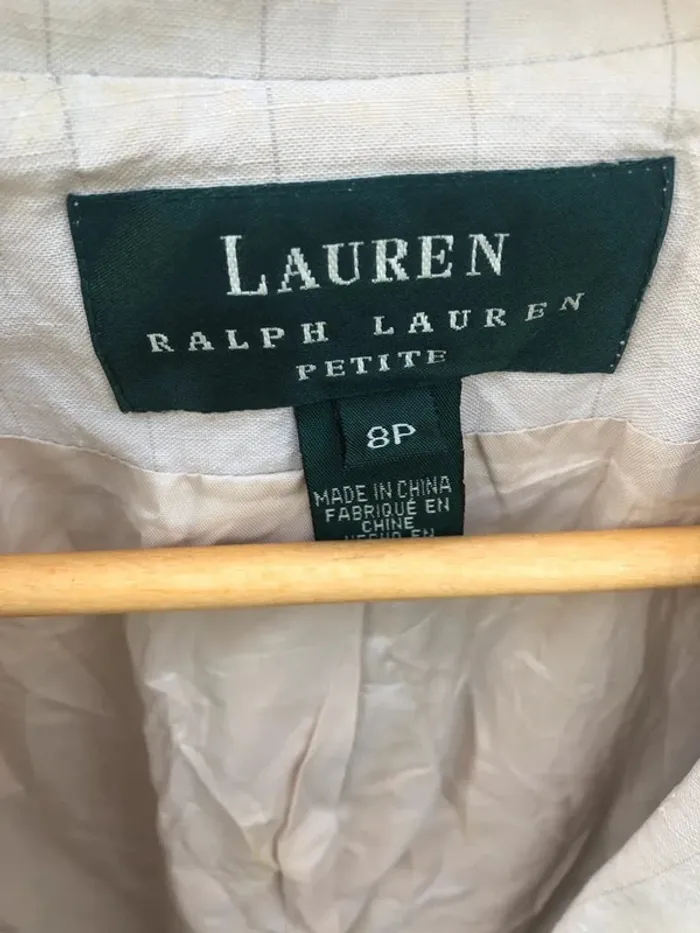 LAUREN
RALPH LAUREN
PETITE
8P
MADE IN CHINA
FABRIQUÉ EN
CHINE